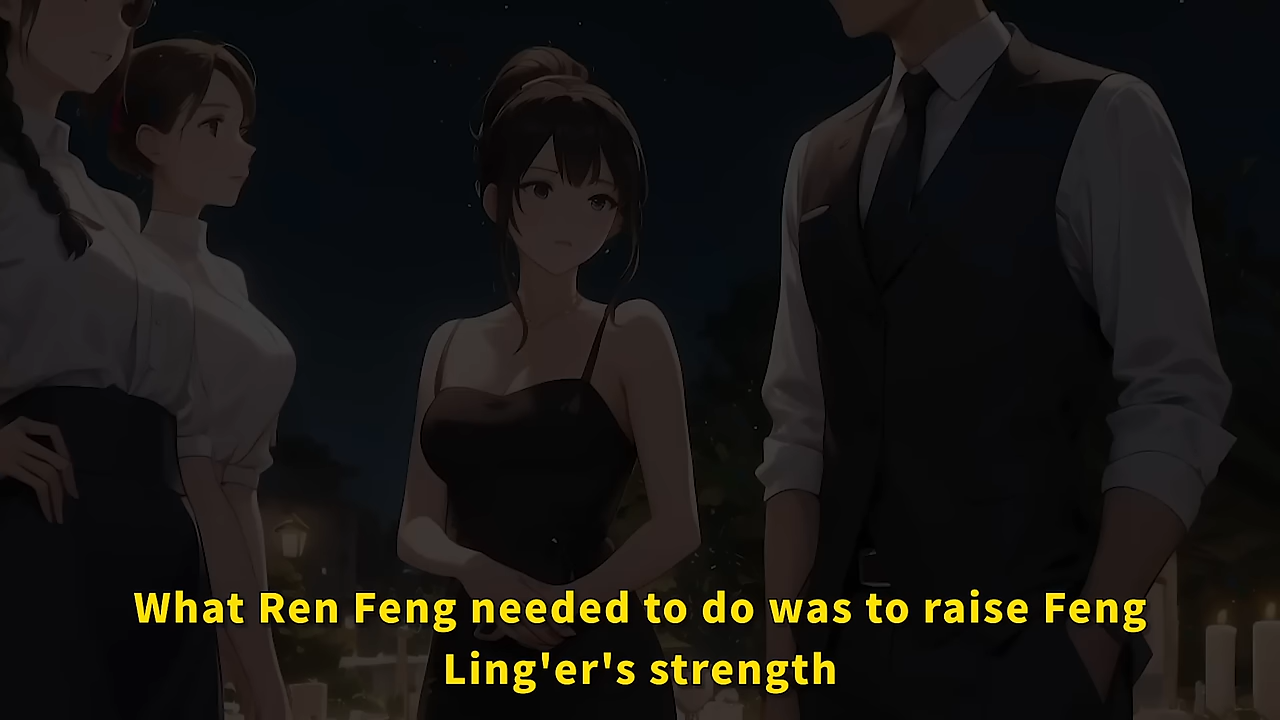 What Ren Feng needed to do was to raise Feng
Ling'er's strength